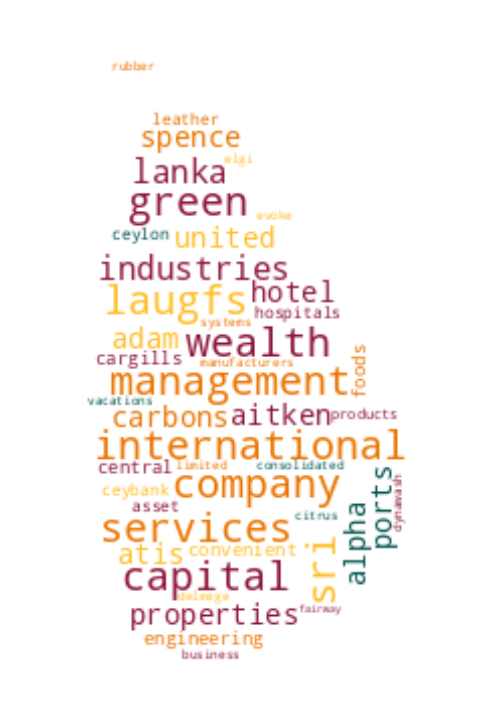 rubber
leather
spence
elgi
lanka
green
evoke
ceylon united
industries
laugfs hotel
hospitals
systems
adam wealth
cargills manufacturers
foods
management
vacations
carbons aitken products
international
central limited consolidated
ceybank company
ports
dynawash
asset
citrus
services
alpha
sri
atis convenient
capital
delmege
properties fairway
engineering
business